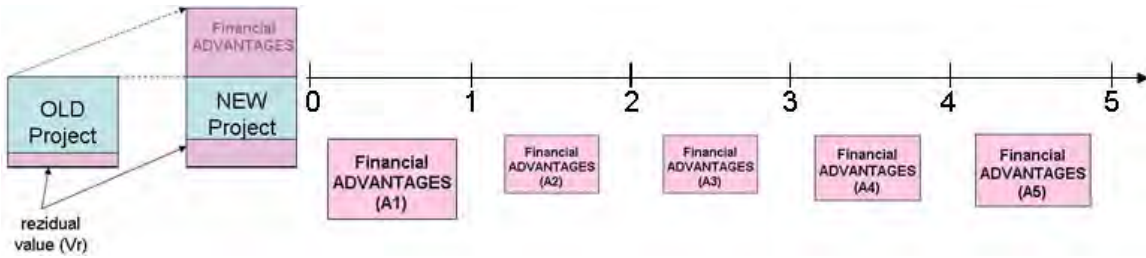 Financial
ADVANTAGES
OLD
Project
NEW
Project
0 1 2 3 4 5
Financial
ADVANTAGES
(A1)
Financial
ADVANTAGES
(A2)
Financial
ADVANTAGES
(A3)
Financial
ADVANTAGES
(A4)
Financial
ADVANTAGES
(A5)
rezidual
value (Vr)